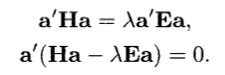 a′Ha = λa′Ea,
a′(Ha − λEa) = 0.